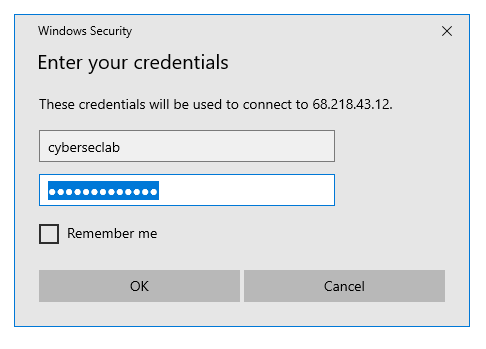 Windows Security
Enter your credentials
These credentials will be used to connect to 68.218.43.12.
cyberseclab
●●●●●●●●●●●●●
Remember me
OK
Cancel